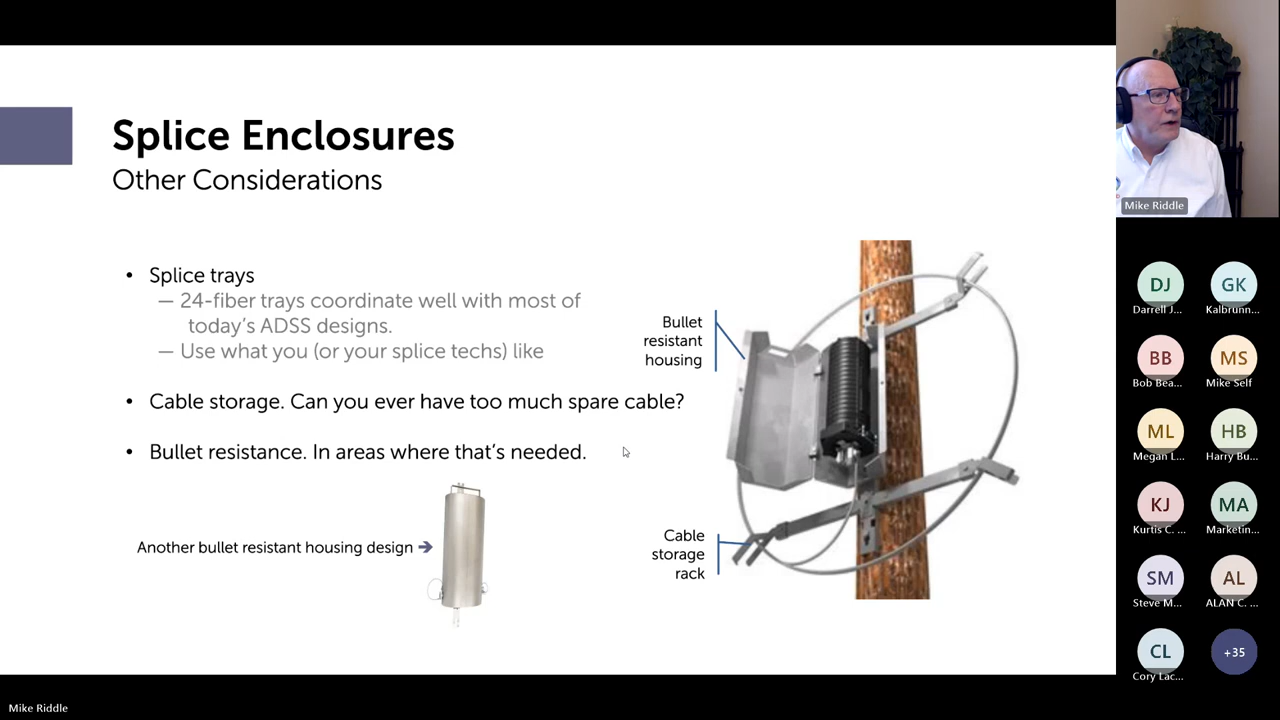 Splice Enclosures
Other Considerations
• Splice trays
— 24-fiber trays coordinate well with most of
today's ADSS designs.
— Use what you (or your splice techs) like
• Cable storage. Can you ever have too much spare cable?
• Bullet resistance. In areas where that's needed.
Another bullet resistant housing design ➔
Bullet
resistant
housing
Cable
storage
rack
Mike Riddle
DJ
Darrell J...
GK
Kalbrunn...
BB
Bob Bea...
MS
Mike Self
ML
Megan L...
HB
Harry Bu...
KJ
Kurtis C. ...
MA
Marketin...
SM
Steve M...
AL
ALAN C. ...
CL
Cory Lac...
+35
Mike Riddle